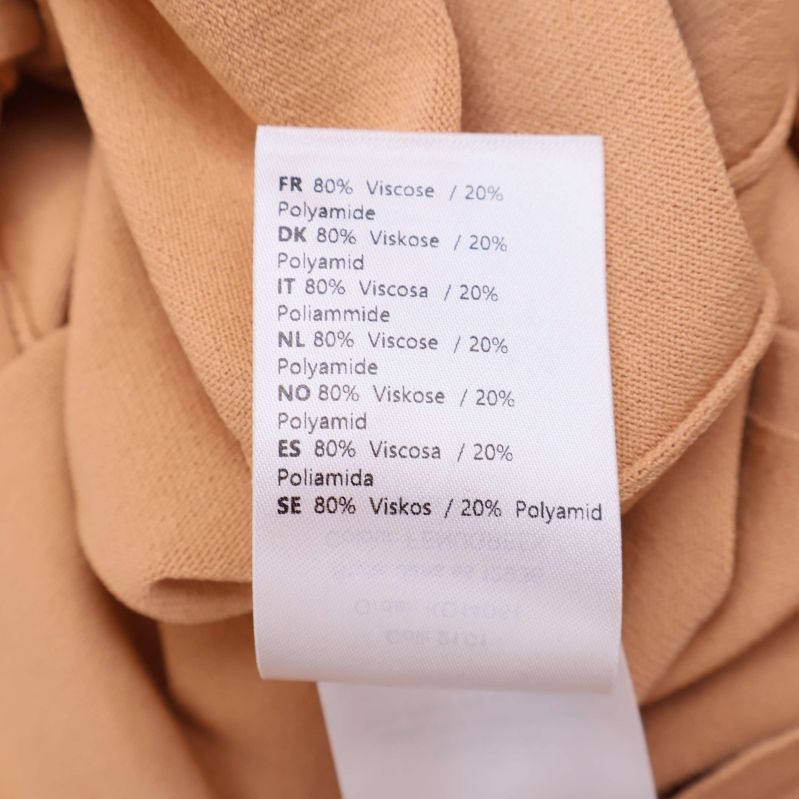 FR 80% Viscose / 20%
Polyamide
DK 80% Viskose / 20%
Polyamid
IT 80% Viscosa / 20%
Poliammide
NL 80% Viscose / 20%
Polyamide
NO 80% Viskose / 20%
Polyamid
ES 80% Viscosa / 20%
Poliamida
SE 80% Viskos / 20% Polyamid